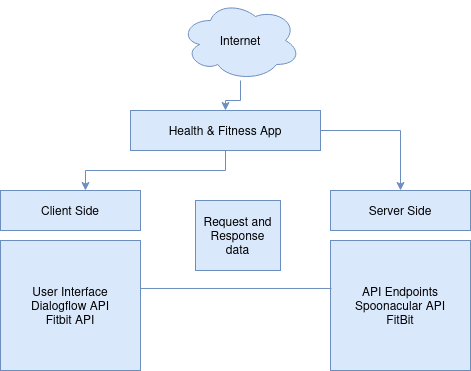 Internet
Health & Fitness App
Client Side
Request and
Response
data
Server Side
User Interface
Dialogflow API
Fitbit API
API Endpoints
Spoonacular API
FitBit